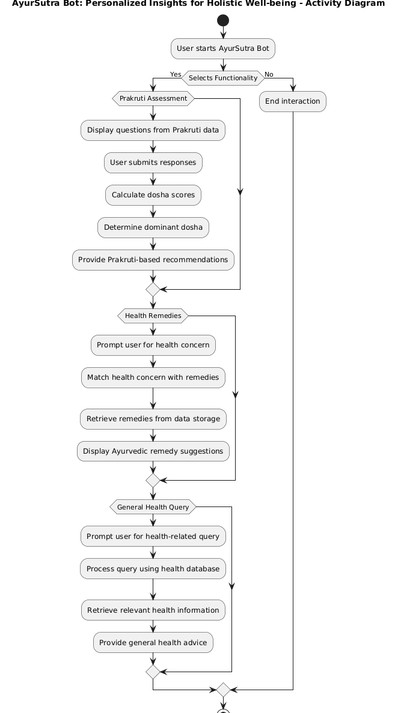 AyurSutra Bot: Personalized Insights for Holistic Well-being - Activity Diagram
User starts AyurSutra Bot
Yes
Selects Functionality
No
Prakruti Assessment
End interaction
Display questions from Prakruti data
User submits responses
Calculate dosha scores
Determine dominant dosha
Provide Prakruti-based recommendations
Health Remedies
Prompt user for health concern
Match health concern with remedies
Retrieve remedies from data storage
Display Ayurvedic remedy suggestions
General Health Query
Prompt user for health-related query
Process query using health database
Retrieve relevant health information
Provide general health advice